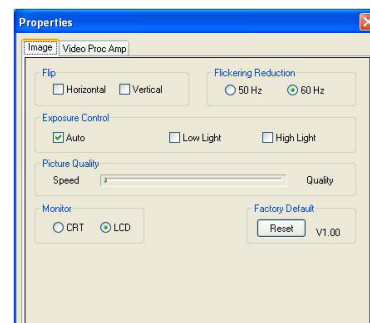 Properties
Image Video Proc Amp
Flip Flickering Reduction
Horizontal Vertical 50 Hz 60 Hz
Exposure Control
Auto Low Light High Light
Picture Quality
Speed Quality
Monitor Factory Default
CRT LCD Reset V1.00